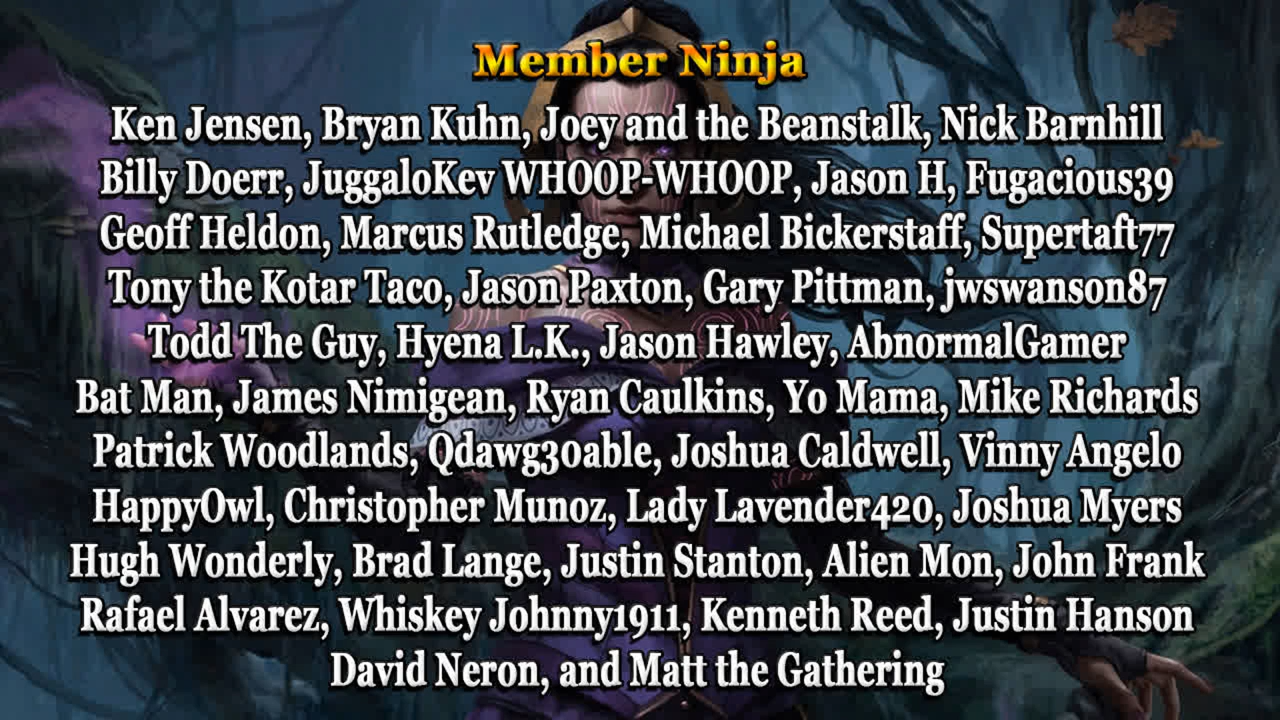 Member Ninja
Ken Jensen, Bryan Kuhn, Joey and the Beanstalk, Nick Barnhill
Billy Doerr, JuggaloKev WHOOP-WHOOP, Jason H, Fugacious39
Geoff Heldon, Marcus Rutledge, Michael Bickerstaff, Supertaft77
Tony the Kotar Taco, Jason Paxton, Gary Pittman, jwswanson87
Todd The Guy, Hyena L.K., Jason Hawley, AbnormalGamer
Bat Man, James Nimigean, Ryan Caulkins, Yo Mama, Mike Richards
Patrick Woodlands, Qdawg30able, Joshua Caldwell, Vinny Angelo
HappyOwl, Christopher Munoz, Lady Lavender420, Joshua Myers
Hugh Wonderly, Brad Lange, Justin Stanton, Alien Mon, John Frank
Rafael Alvarez, Whiskey Johnny1911, Kenneth Reed, Justin Hanson
David Neron, and Matt the Gathering